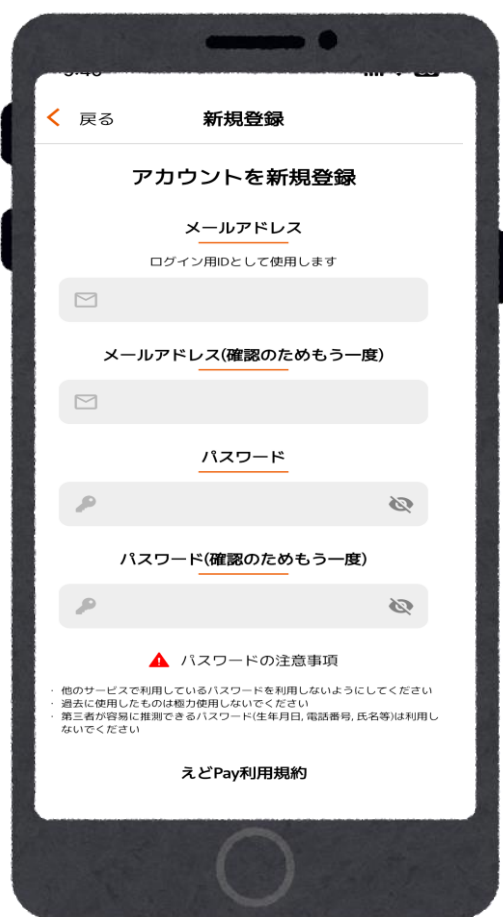 戻る 新規登録
アカウントを新規登録
メールアドレス
ログイン用IDとして使用します
メールアドレス(確認のためもう一度)
パスワード
パスワード(確認のためもう一度)
パスワードの注意事項
・ 他のサービスで利用しているパスワードを利用しないようにしてください
・ 過去に使用したものは極力使用しないでください
・ 第三者が容易に推測できるパスワード(生年月日, 電話番号, 氏名等)は利用し
ないでください
えどPay利用規約